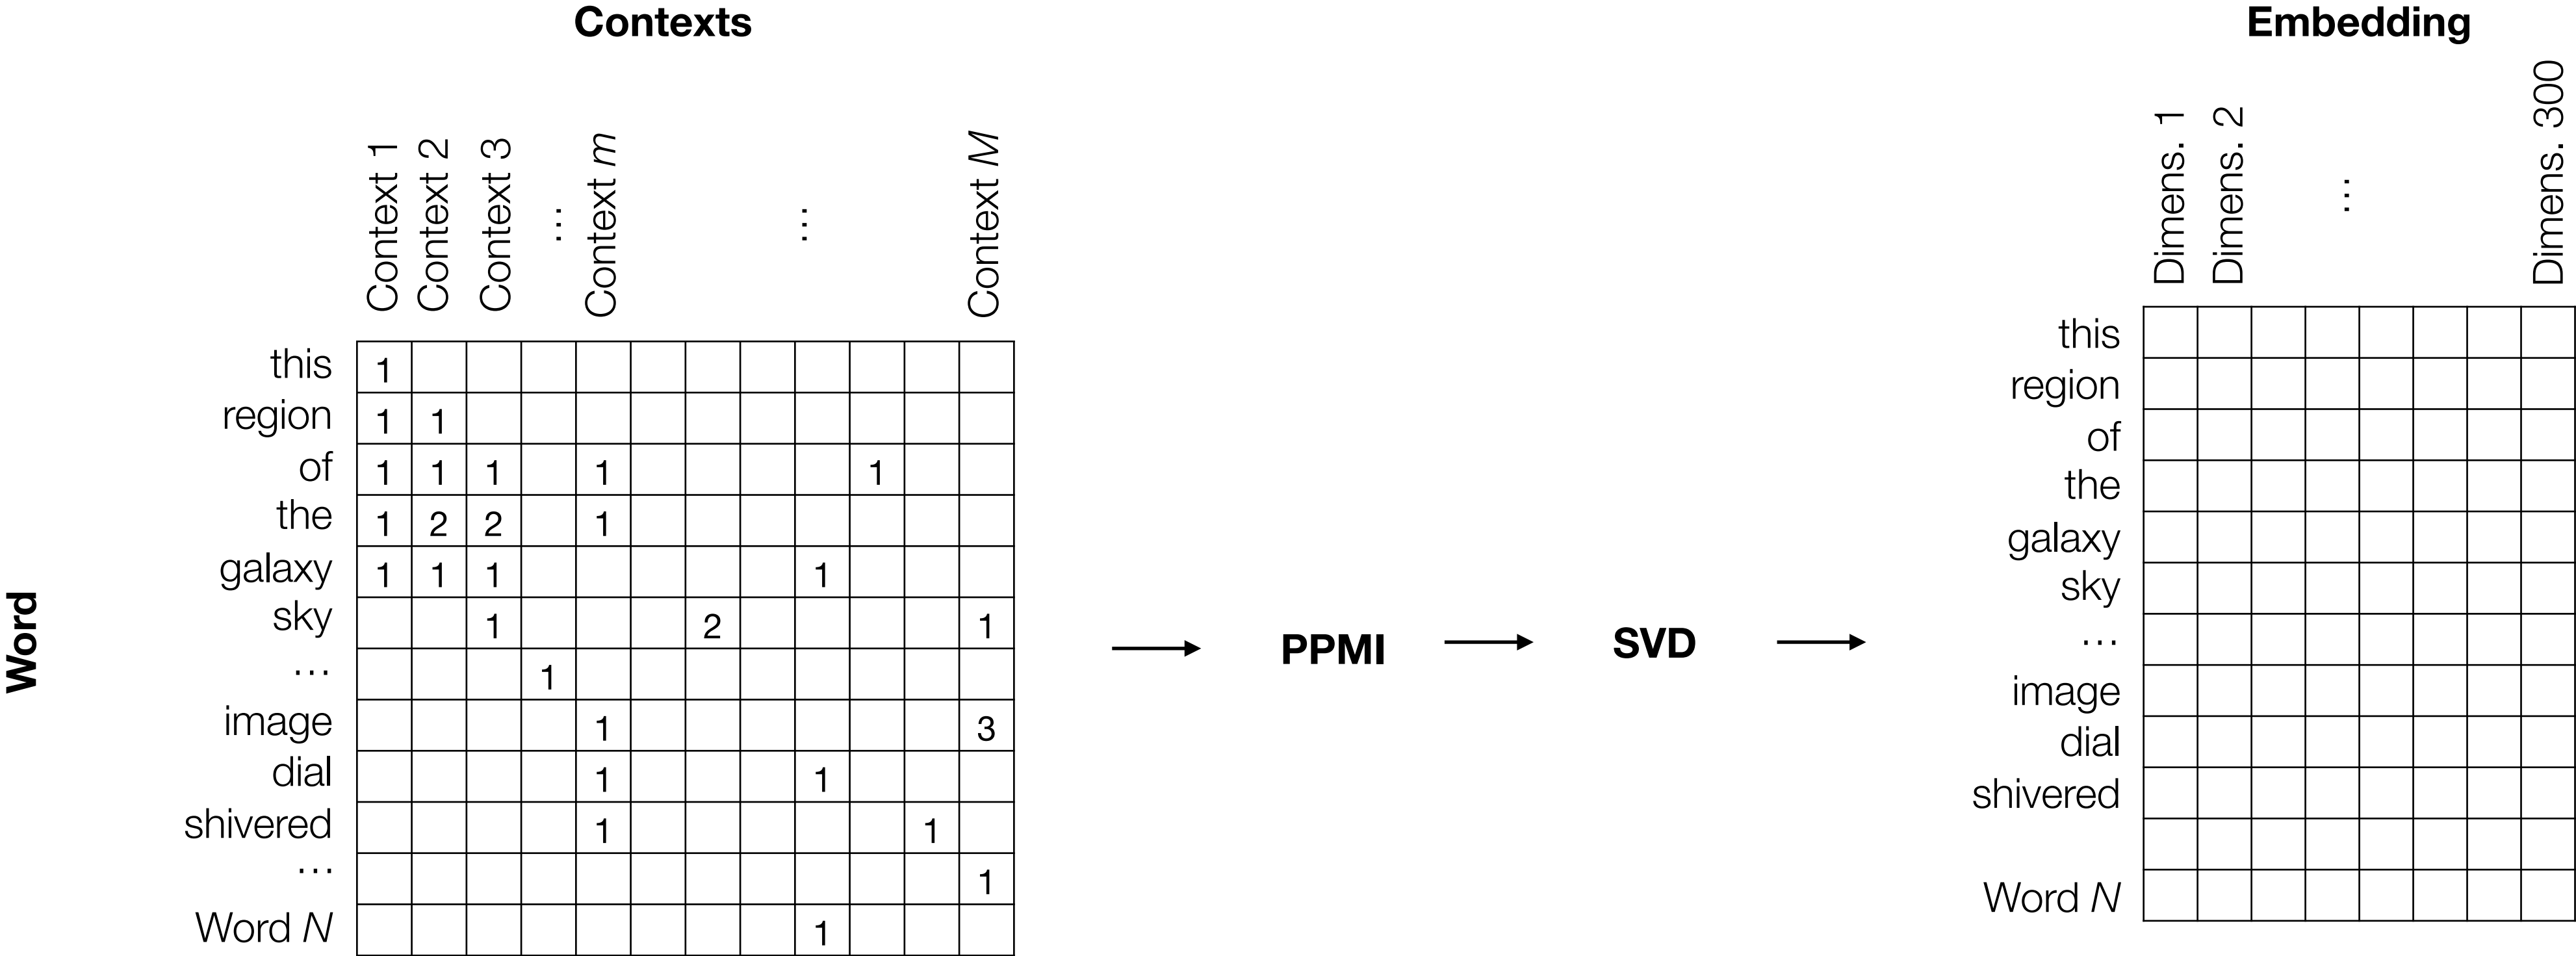 Contexts
Embedding
Context 1
Context 2
Context 3
…
Context m
…
Context M
Dimens. 1
Dimens. 2
…
Dimens. 300
Word
this 1
region 1 1
of 1 1 1 1 1
the 1 2 2 1
galaxy 1 1 1 1
sky 1 2 1
… 1
image 1 3
dial 1 1
shivered 1 1
… 1
Word N 1
PPMI
SVD
this
region
of
the
galaxy
sky
…
image
dial
shivered
Word N